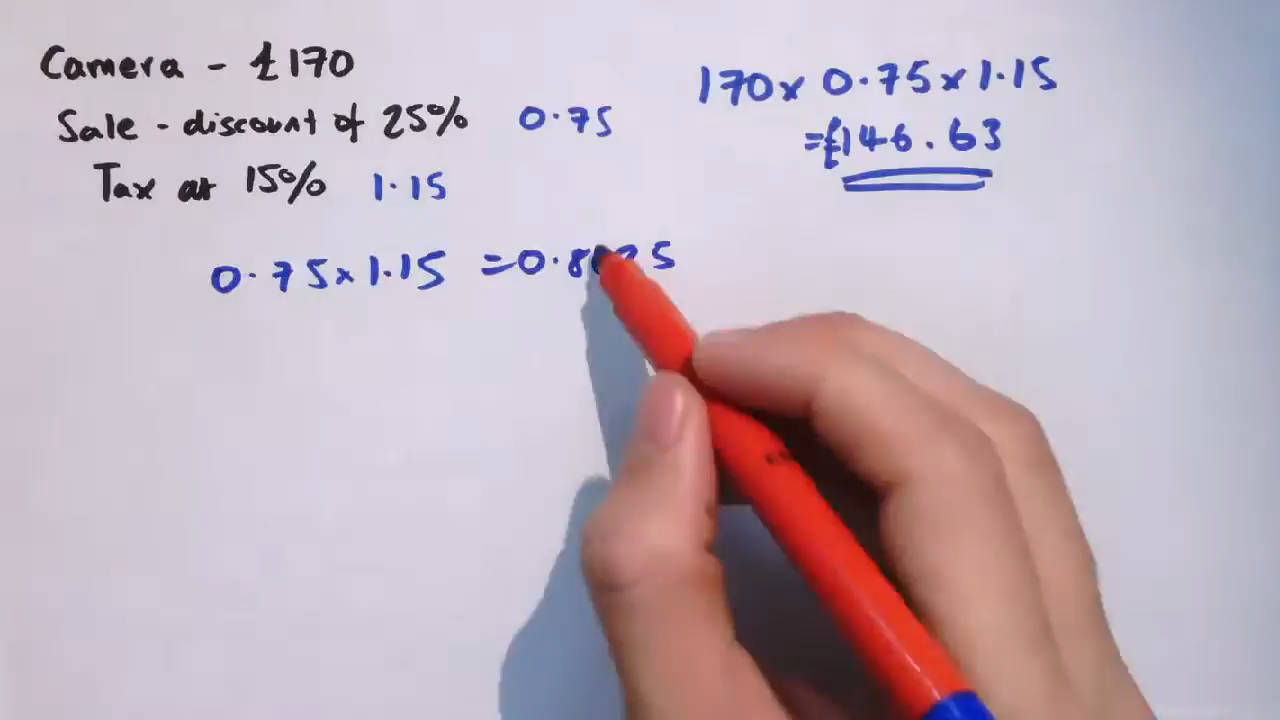 Camera - £170
Sale - discount of 25% 0.75
Tax at 15% 1.15
170 x 0.75 x 1.15
=£146.63
0.75 x 1.15